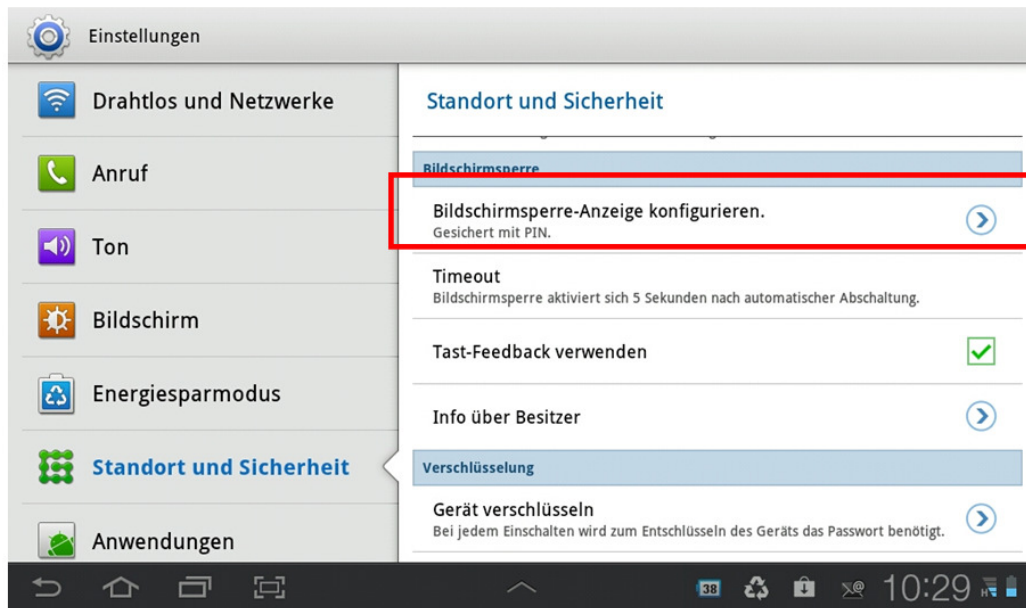 Einstellungen
Drahtlos und Netzwerke
Anruf
Ton
Bildschirm
Energiesparmodus
Standort und Sicherheit
Anwendungen
Standort und Sicherheit
Bildschirmsperre
Bildschirmsperre-Anzeige konfigurieren.
Gesichert mit PIN.
Timeout
Bildschirmsperre aktiviert sich 5 Sekunden nach automatischer Abschaltung.
Tast-Feedback verwenden
Info über Besitzer
Verschlüsselung
Gerät verschlüsseln
Bei jedem Einschalten wird zum Entschlüsseln des Geräts das Passwort benötigt.
38 10:29 H